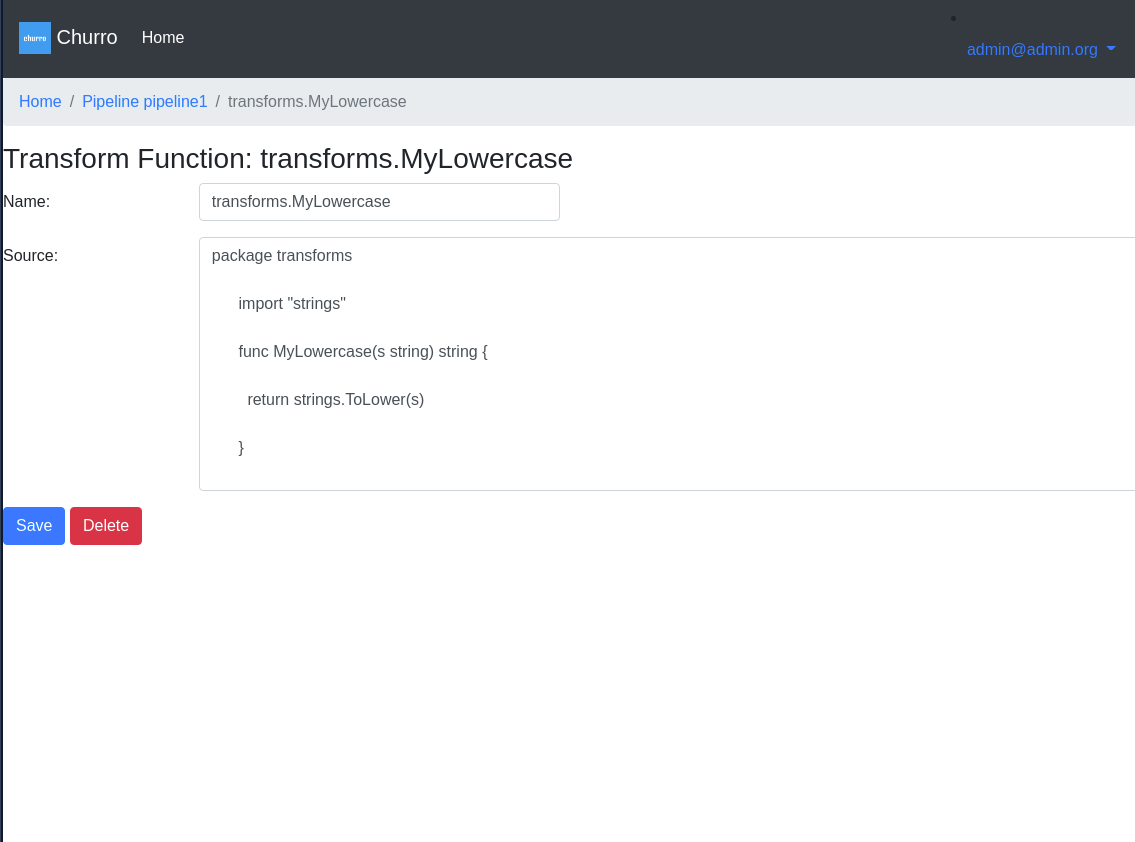 churro Churro Home
admin@admin.org
Home / Pipeline pipeline1 / transforms.MyLowercase
Transform Function: transforms.MyLowercase
Name: transforms.MyLowercase
Source: package transforms
import "strings"
func MyLowercase(s string) string {
return strings.ToLower(s)
}
Save Delete